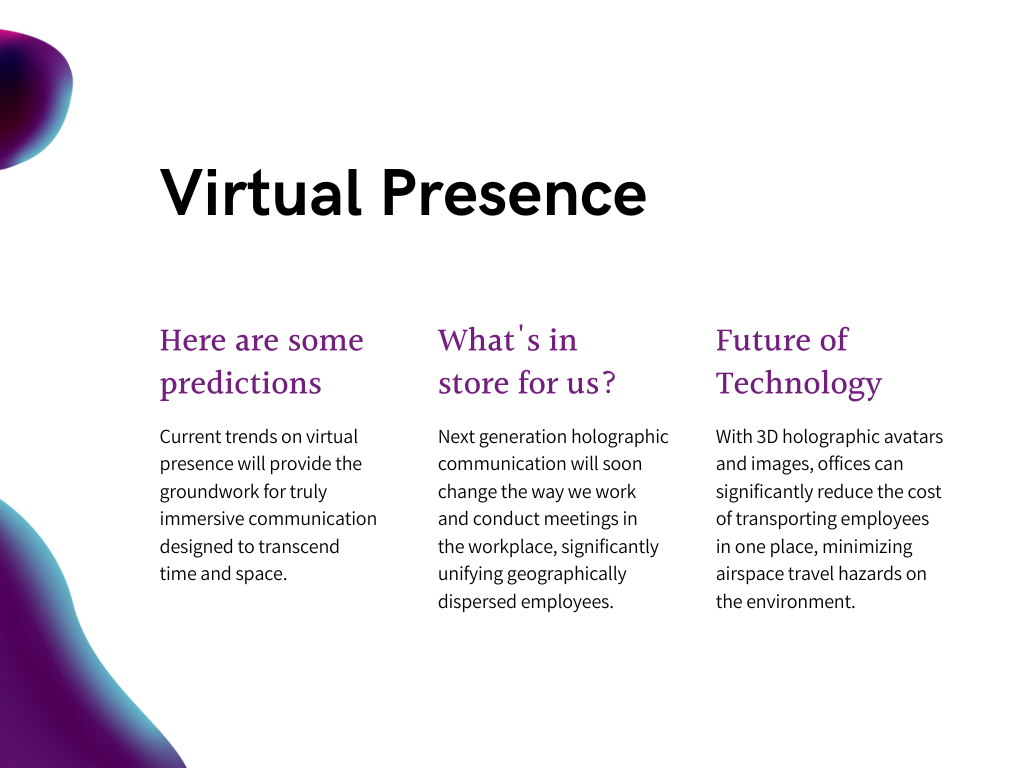 Virtual Presence
Here are some
predictions
Current trends on virtual
presence will provide the
groundwork for truly
immersive communication
designed to transcend
time and space.
What's in
store for us?
Next generation holographic
communication will soon
change the way we work
and conduct meetings in
the workplace, significantly
unifying geographically
dispersed employees.
Future of
Technology
With 3D holographic avatars
and images, offices can
significantly reduce the cost
of transporting employees
in one place, minimizing
airspace travel hazards on
the environment.